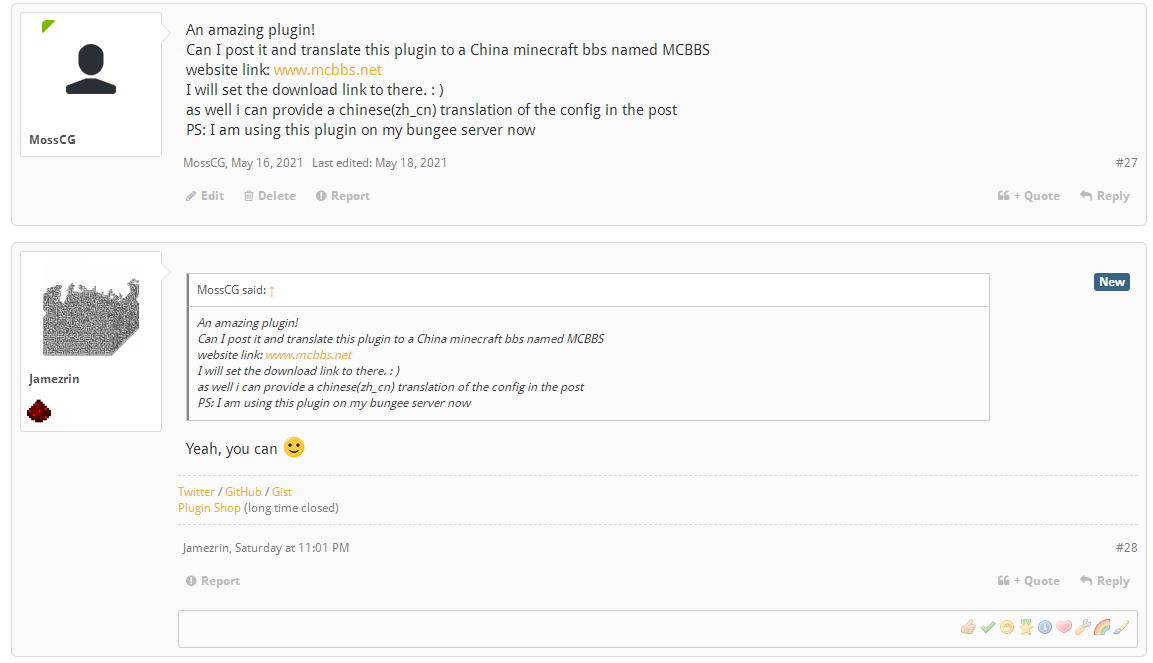 An amazing plugin!
Can I post it and translate this plugin to a China minecraft bbs named MCBBS
website link: www.mcbbs.net
I will set the download link to there. : )
as well i can provide a chinese(zh_cn) translation of the config in the post
PS: I am using this plugin on my bungee server now
MossCG
MossCG, May 16, 2021 Last edited: May 18, 2021 #27
Edit Delete Report + Quote Reply
MossCG said: ↑ New
An amazing plugin!
Can I post it and translate this plugin to a China minecraft bbs named MCBBS
website link: www.mcbbs.net
I will set the download link to there. : )
as well i can provide a chinese(zh_cn) translation of the config in the post
PS: I am using this plugin on my bungee server now
Jamezrin
Yeah, you can
Twitter / GitHub / Gist
Plugin Shop (long time closed)
Jamezrin, Saturday at 11:01 PM #28
Report + Quote Reply